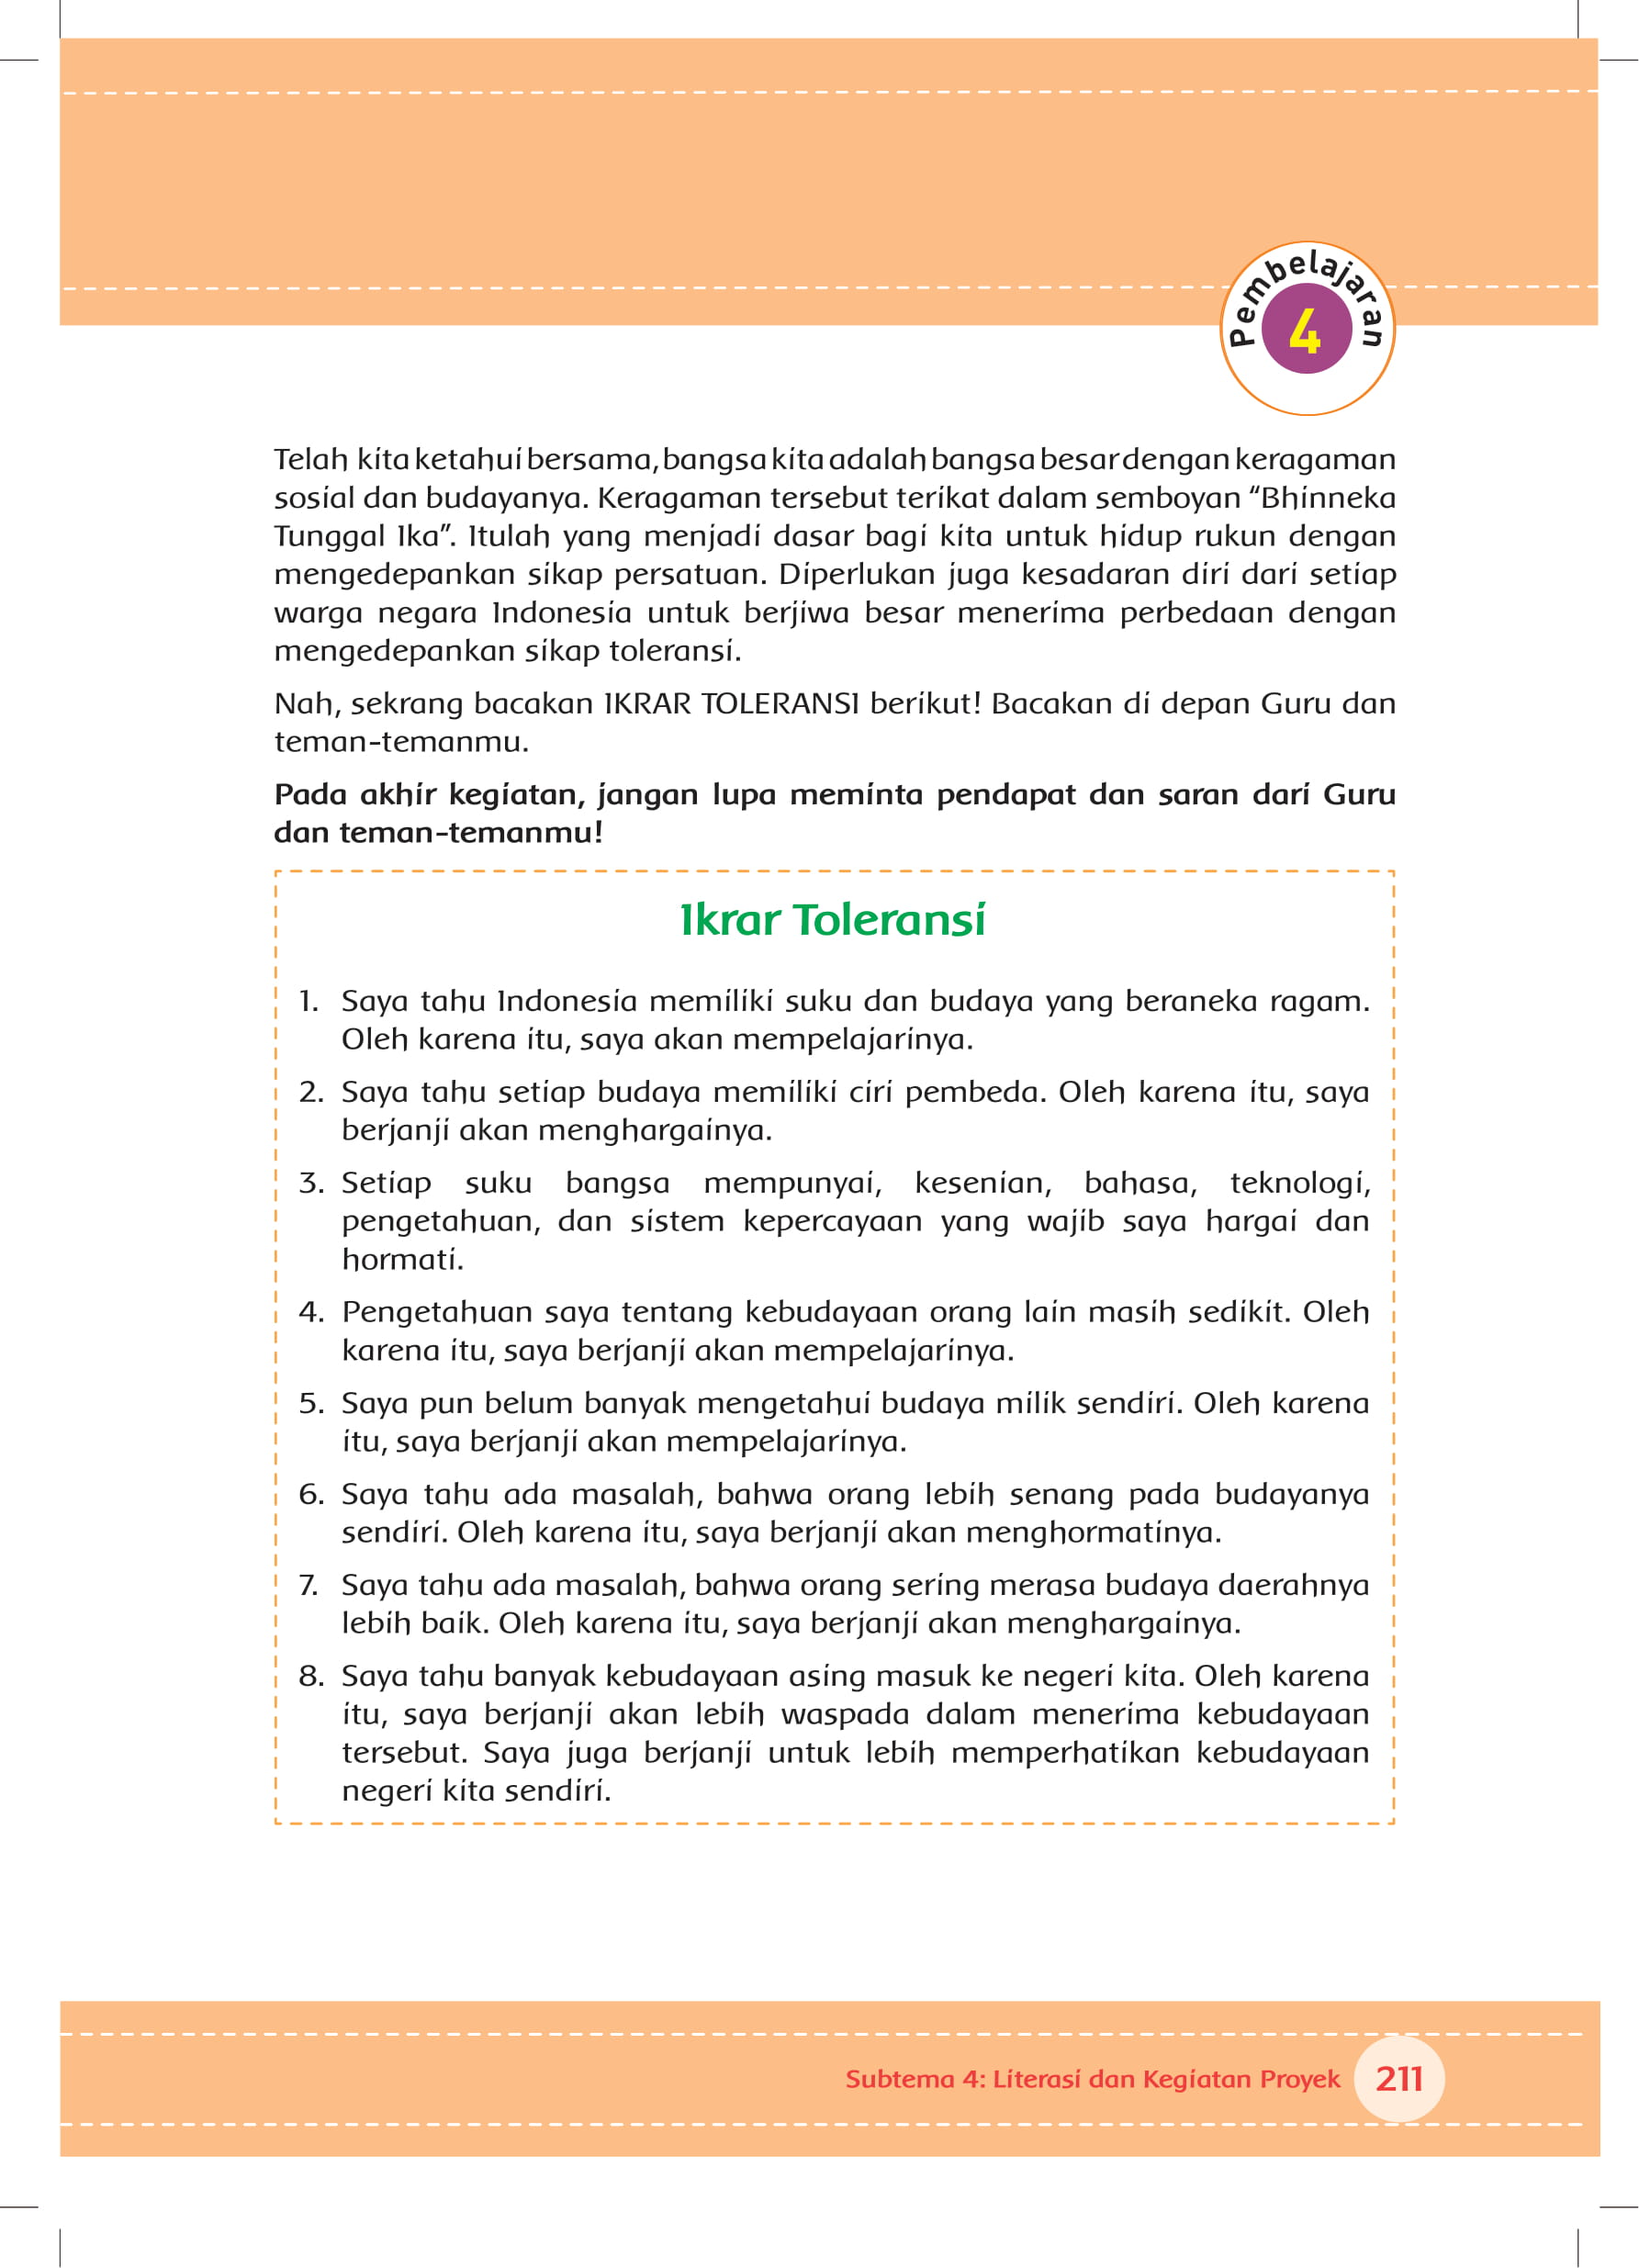 Pembelajaran
4
Telah kita ketahui bersama, bangsa kita adalah bangsa besar dengan keragaman
sosial dan budayanya. Keragaman tersebut terikat dalam semboyan “Bhinneka
Tunggal Ika”. Itulah yang menjadi dasar bagi kita untuk hidup rukun dengan
mengedepankan sikap persatuan. Diperlukan juga kesadaran diri dari setiap
warga negara Indonesia untuk berjiwa besar menerima perbedaan dengan
mengedepankan sikap toleransi.
Nah, sekrang bacakan IKRAR TOLERANSI berikut! Bacakan di depan Guru dan
teman-temanmu.
Pada akhir kegiatan, jangan lupa meminta pendapat dan saran dari Guru
dan teman-temanmu!
Ikrar Toleransi
1. Saya tahu Indonesia memiliki suku dan budaya yang beraneka ragam.
Oleh karena itu, saya akan mempelajarinya.
2. Saya tahu setiap budaya memiliki ciri pembeda. Oleh karena itu, saya
berjanji akan menghargainya.
3. Setiap suku bangsa mempunyai, kesenian, bahasa, teknologi,
pengetahuan, dan sistem kepercayaan yang wajib saya hargai dan
hormati.
4. Pengetahuan saya tentang kebudayaan orang lain masih sedikit. Oleh
karena itu, saya berjanji akan mempelajarinya.
5. Saya pun belum banyak mengetahui budaya milik sendiri. Oleh karena
itu, saya berjanji akan mempelajarinya.
6. Saya tahu ada masalah, bahwa orang lebih senang pada budayanya
sendiri. Oleh karena itu, saya berjanji akan menghormatinya.
7. Saya tahu ada masalah, bahwa orang sering merasa budaya daerahnya
lebih baik. Oleh karena itu, saya berjanji akan menghargainya.
8. Saya tahu banyak kebudayaan asing masuk ke negeri kita. Oleh karena
itu, saya berjanji akan lebih waspada dalam menerima kebudayaan
tersebut. Saya juga berjanji untuk lebih memperhatikan kebudayaan
negeri kita sendiri.
Subtema 4: Literasi dan Kegiatan Proyek 211